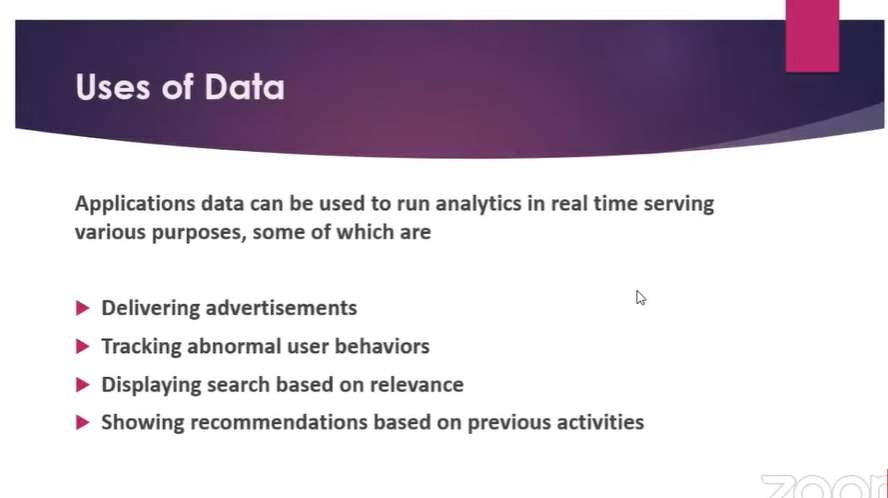 Uses of Data
Applications data can be used to run analytics in real time serving
various purposes, some of which are
Delivering advertisements
Tracking abnormal user behaviors
Displaying search based on relevance
Showing recommendations based on previous activities